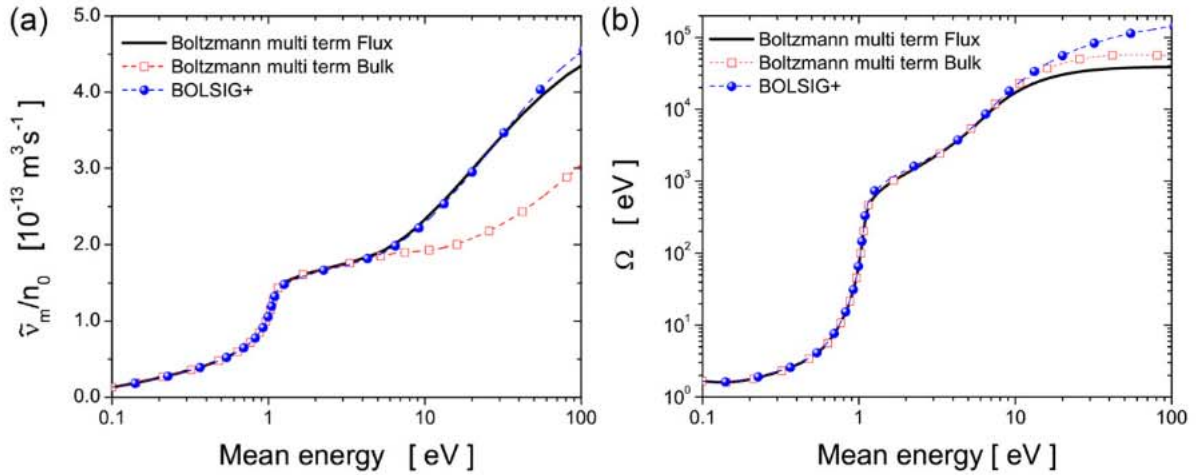 (a)
5.0
4.0
3.0
2.0
1.0
0.0
ν̃m/n0 [10⁻¹³ m³s⁻¹]
Boltzmann multi term Flux
Boltzmann multi term Bulk
BOLSIG+
0.1 1 10 100
Mean energy [ eV ]
(b)
10⁵
10⁴
10³
10²
10¹
10⁰
Ω [ eV ]
Boltzmann multi term Flux
Boltzmann multi term Bulk
BOLSIG+
0.1 1 10 100
Mean energy [ eV ]